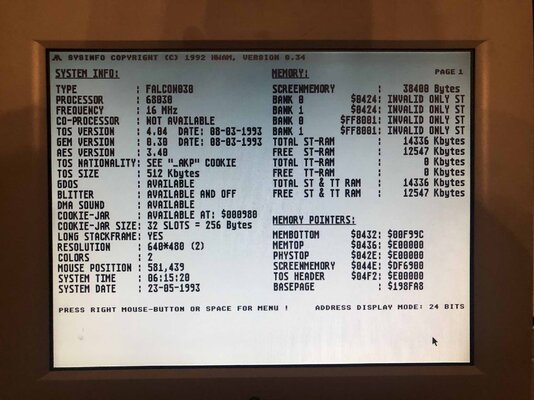 SYSINFO COPYRIGHT (C) 1992 HWAM, VERSION 0.34
SYSTEM INFO:
TYPE : FALCON030
PROCESSOR : 68030
FREQUENCY : 16 MHz
CO-PROCESSOR : NOT AVAILABLE
TOS VERSION : 4.04 DATE: 08-03-1993
GEM VERSION : 0.30 DATE: 08-03-1993
AES VERSION : 3.40
TOS NATIONALITY: SEE "_AKP" COOKIE
TOS SIZE : 512 Kbytes
GDOS : AVAILABLE
BLITTER : AVAILABLE AND OFF
DMA SOUND : AVAILABLE
COOKIE-JAR : AVAILABLE AT: $000980
COOKIE-JAR SIZE: 32 SLOTS = 256 Bytes
LONG STACKFRAME: YES
RESOLUTION : 640*480 (2)
COLORS : 2
MOUSE POSITION : 581,439
SYSTEM TIME : 06:15:20
SYSTEM DATE : 23-05-1993
MEMORY: PAGE 1
SCREENMEMORY : 38400 Bytes
BANK 0 $0424: INVALID ONLY ST
BANK 1 $0424: INVALID ONLY ST
BANK 0 $FF8001: INVALID ONLY ST
BANK 1 $FF8001: INVALID ONLY ST
TOTAL ST-RAM : 14336 Kbytes
FREE ST-RAM : 12547 Kbytes
TOTAL TT-RAM : 0 Kbytes
FREE TT-RAM : 0 Kbytes
TOTAL ST & TT RAM : 14336 Kbytes
FREE ST & TT RAM : 12547 Kbytes
MEMORY POINTERS:
MEMBOTTOM $0432: $00F99C
MEMTOP $0436: $E00000
PHYSTOP $042E: $E00000
SCREENMEMORY $044E: $DF6900
TOS HEADER $04F2: $E00000
BASEPAGE : $198FA8
PRESS RIGHT MOUSE-BUTTON OR SPACE FOR MENU ! ADDRESS DISPLAY MODE: 24 BITS